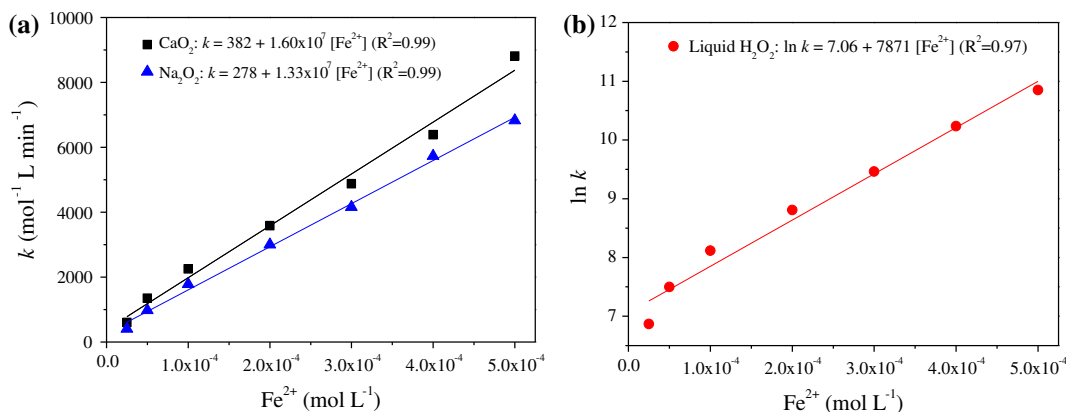 (a)
10000
8000
6000
4000
2000
0
k (mol⁻¹ L min⁻¹)
CaO₂: k = 382 + 1.60x10⁷ [Fe²⁺] (R²=0.99)
Na₂O₂: k = 278 + 1.33x10⁷ [Fe²⁺] (R²=0.99)
0.0 1.0x10⁻⁴ 2.0x10⁻⁴ 3.0x10⁻⁴ 4.0x10⁻⁴ 5.0x10⁻⁴
Fe²⁺ (mol L⁻¹)
(b)
12
11
10
9
8
7
6
ln k
Liquid H₂O₂: ln k = 7.06 + 7871 [Fe²⁺] (R²=0.97)
0.0 1.0x10⁻⁴ 2.0x10⁻⁴ 3.0x10⁻⁴ 4.0x10⁻⁴ 5.0x10⁻⁴
Fe²⁺ (mol L⁻¹)